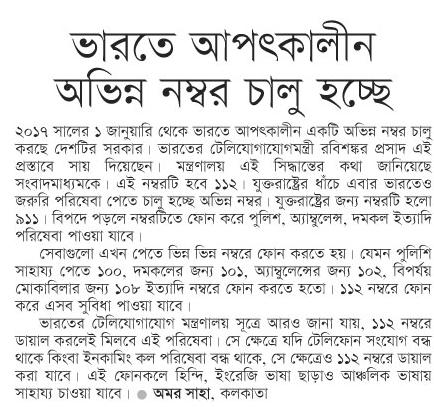 ভারতে আপৎকালীন
অভিন্ন নম্বর চালু হচ্ছে
২০১৭ সালের ১ জানুয়ারি থেকে ভারতে আপৎকালীন একটি অভিন্ন নম্বর চালু
করছে দেশটির সরকার। ভারতের টেলিযোগাযোগমন্ত্রী রবিশঙ্কর প্রসাদ এই
প্রস্তাবে সায় দিয়েছেন। মন্ত্রণালয় এই সিদ্ধান্তের কথা জানিয়েছে
সংবাদমাধ্যমকে। এই নম্বরটি হবে ১১২। যুক্তরাষ্ট্রের ধাঁচে এবার ভারতেও
জরুরি পরিষেবা পেতে চালু হচ্ছে অভিন্ন নম্বর। যুক্তরাষ্ট্রের জন্য নম্বরটি হলো
৯১১। বিপদে পড়লে নম্বরটিতে ফোন করে পুলিশ, অ্যাম্বুলেন্স, দমকল ইত্যাদি
পরিষেবা পাওয়া যাবে।
সেবাগুলো এখন পেতে ভিন্ন ভিন্ন নম্বরে ফোন করতে হয়। যেমন পুলিশি
সাহায্য পেতে ১০০, দমকলের জন্য ১০১, অ্যাম্বুলেন্সের জন্য ১০২, বিপর্যয়
মোকাবিলার জন্য ১০৮ ইত্যাদি নম্বরে ফোন করতে হতো। ১১২ নম্বরে ফোন
করে এসব সুবিধা পাওয়া যাবে।
ভারতের টেলিযোগাযোগ মন্ত্রণালয় সূত্রে আরও জানা যায়, ১১২ নম্বরে
ডায়াল করলেই মিলবে এই পরিষেবা। সে ক্ষেত্রে যদি টেলিফোন সংযোগ বন্ধ
থাকে কিংবা ইনকামিং কল পরিষেবা বন্ধ থাকে, সে ক্ষেত্রেও ১১২ নম্বরে ডায়াল
করা যাবে। এই ফোনকলে হিন্দি, ইংরেজি ভাষা ছাড়াও আঞ্চলিক ভাষায়
সাহায্য চাওয়া যাবে। ● অমর সাহা, কলকাতা